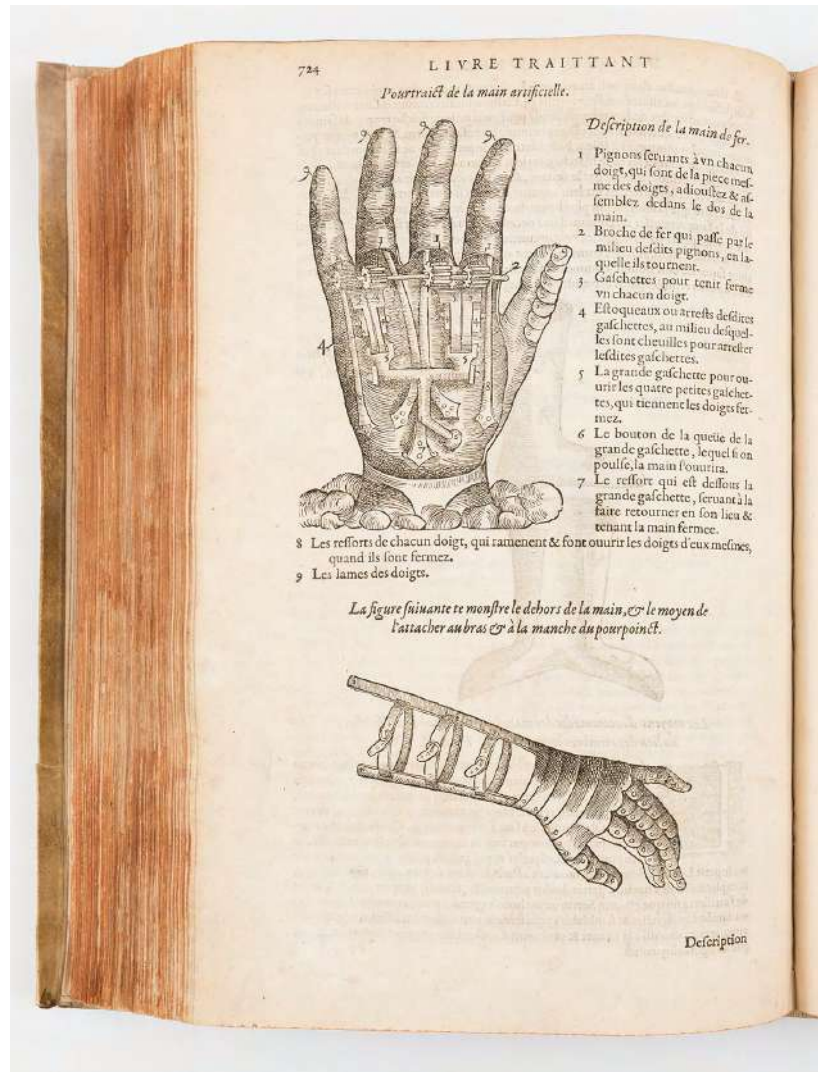 724 LIVRE TRAITTANT
Pourtraict de la main artificielle.
Deſcription de la main de fer.
1 Pignons ſeruants à vn chacun
doigt, qui ſont de la piece meſ-
me des doigts, adiouſtez & aſ-
ſemblez dedans le dos de la
main.
2 Broche de fer qui paſſe par le
milieu deſdits pignons, en la-
quelle ils tournent.
3 Gaſchettes pour tenir ferme
vn chacun doigt.
4 Eſtoqueaux ou arreſts deſdites
gaſchettes, au milieu deſquel-
les ſont cheuilles pour arreſter
leſdites gaſchettes.
5 La grande gaſchette pour ou-
urir les quatre petites gaſchet-
tes, qui tiennent les doigts fer-
mez.
6 Le bouton de la queüe de la
grande gaſchette, lequel ſi on
poulſe, la main ſ'ouurira.
7 Le reſſort qui eſt deſſous la
grande gaſchette, ſeruant à la
faire retourner en ſon lieu &
tenant la main fermee.
8 Les reſſorts de chacun doigt, qui ramenent & font ouurir les doigts d'eux meſmes,
quand ils ſont fermez.
9 Les lames des doigts.
La figure ſuiuante te monſtre le dehors de la main, & le moyen de
l'attacher au bras & à la manche du pourpoinct.
Deſcription